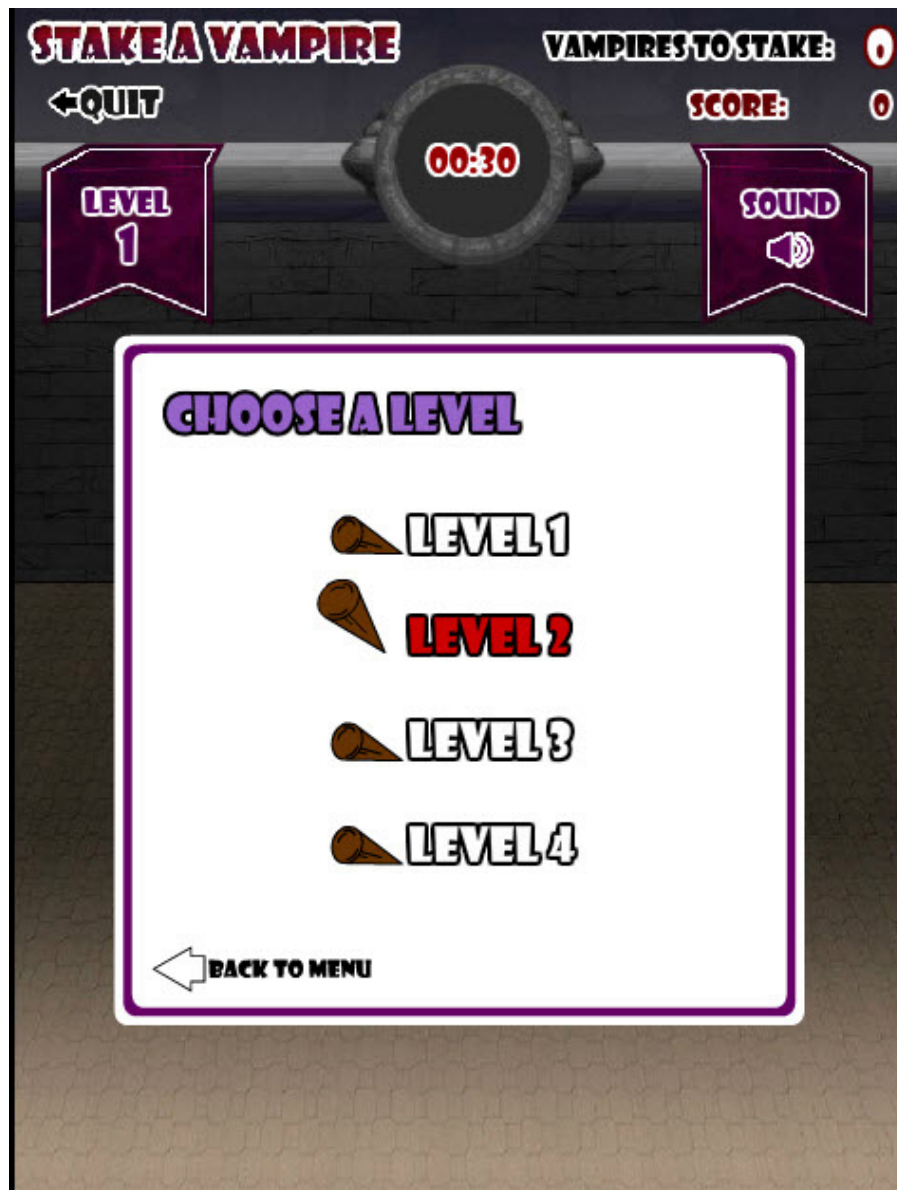 STAKE A VAMPIRE
VAMPIRES TO STAKE: 0
QUIT
SCORE: 0
00:30
LEVEL
1
SOUND
CHOOSE A LEVEL
LEVEL 1
LEVEL 2
LEVEL 3
LEVEL 4
BACK TO MENU